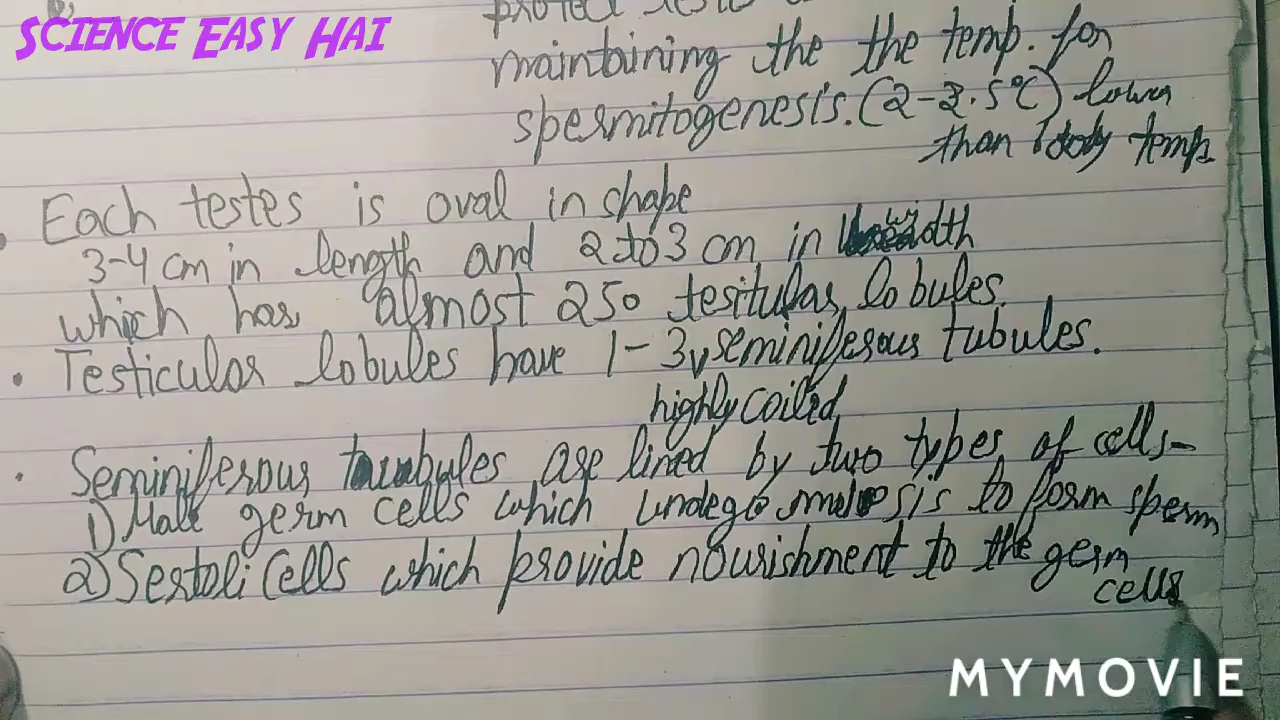 SCIENCE EASY HAI
maintaining the the temp. for
spermitogenesis. (2-2.5°C) lower
than body temp.
Each testes is oval in shape
3-4 cm in length and 2 to 3 cm in width
which has almost 250 tesitular lobules.
• Testicular lobules have 1-3 seminiferous tubules.
highly coiled
• Seminiferous tubules are lined by two types of cells-
1) Male germ cells which undego meiosis to form sperm
2) Sertoli Cells which provide nourishment to the germ
cells
MYMOVIE